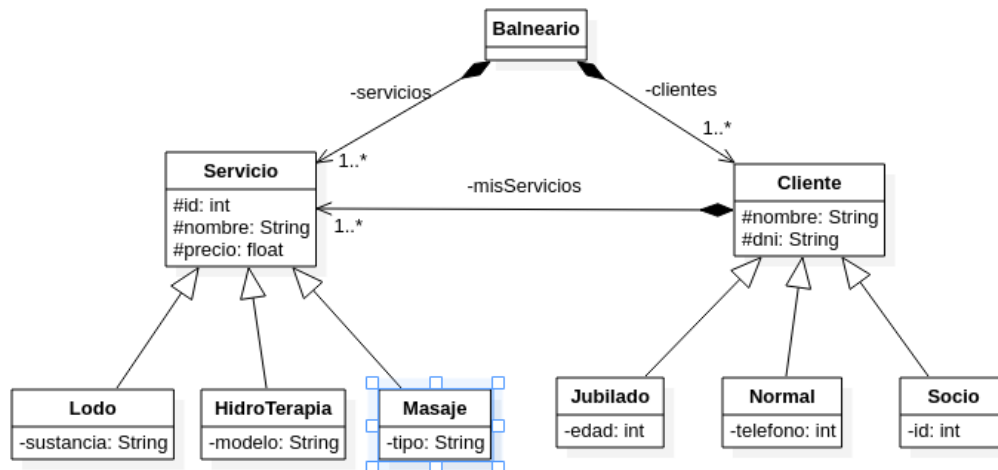 Balneario
-servicios
-clientes
1..*
1..*
Servicio
#id: int
#nombre: String
#precio: float
-misServicios
1..*
Cliente
#nombre: String
#dni: String
Lodo
-sustancia: String
HidroTerapia
-modelo: String
Masaje
-tipo: String
Jubilado
-edad: int
Normal
-telefono: int
Socio
-id: int